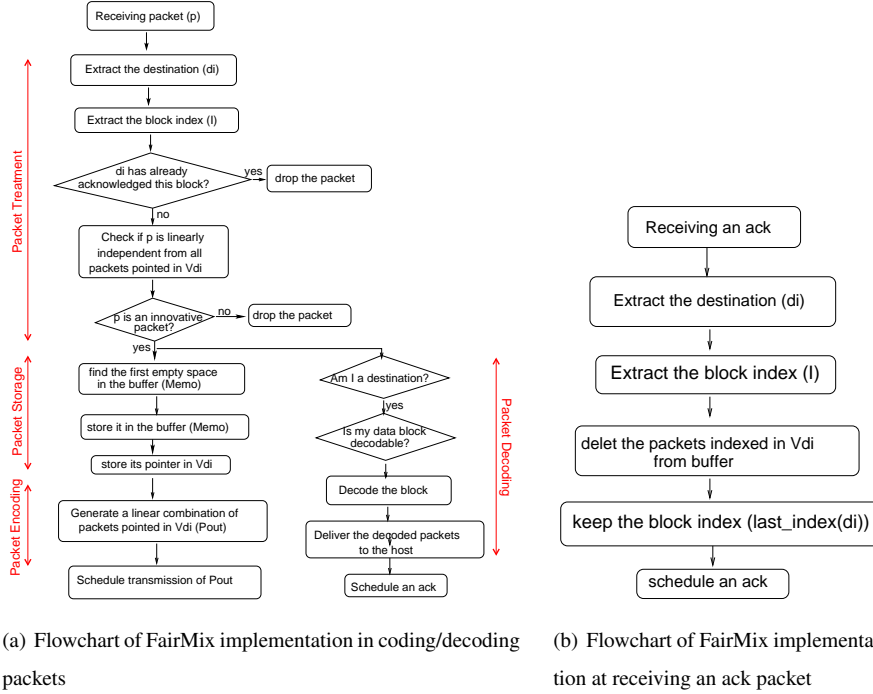 Receiving packet (p)
Extract the destination (di)
Extract the block index (I)
di has already
acknowledged this block?
yes
drop the packet
no
Check if p is linearly
independent from all
packets pointed in Vdi
p is an innovative
packet?
no
drop the packet
yes
find the first empty space
in the buffer (Memo)
store it in the buffer (Memo)
store its pointer in Vdi
Generate a linear combination of
packets pointed in Vdi (Pout)
Schedule transmission of Pout
Am I a destination?
yes
Is my data block
decodable?
Decode the block
Deliver the decoded packets
to the host
Schedule an ack
Packet Treatment
Packet Storage
Packet Encoding
Packet Decoding
(a) Flowchart of FairMix implementation in coding/decoding
packets
Receiving an ack
Extract the destination (di)
Extract the block index (I)
delet the packets indexed in Vdi
from buffer
keep the block index (last_index(di))
schedule an ack
(b) Flowchart of FairMix implementa
tion at receiving an ack packet